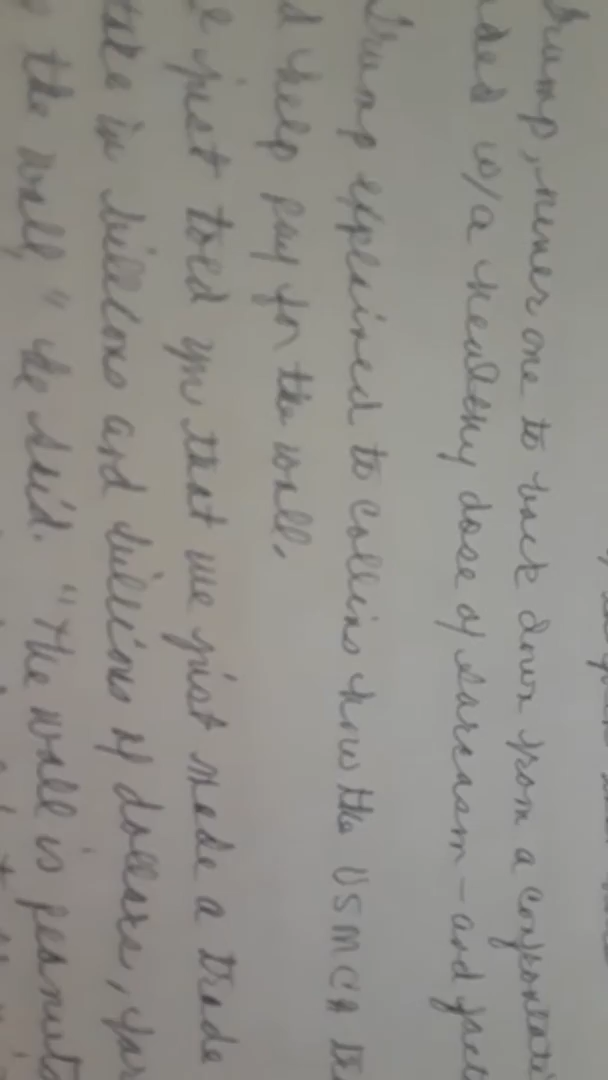 Trump, never one to back down from a
w/a healthy dose of sarcasm - and
Trump explained to Collins how the USMCA
help pay for the wall.
just told you that we just made a trade
take in billions and billions of dollars, far
the wall," he said. "The wall is peanuts